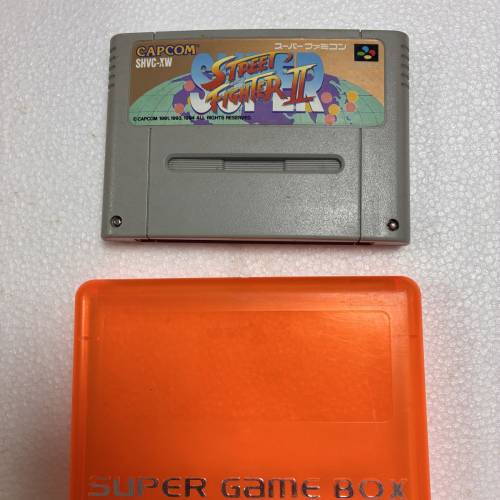 CAPCOM
SHVC-XW
スーパーファミコン
SUPER
STREET
FIGHTER II
©CAPCOM 1991, 1993, 1994 ALL RIGHTS RESERVED.
SUPER GAME BOX